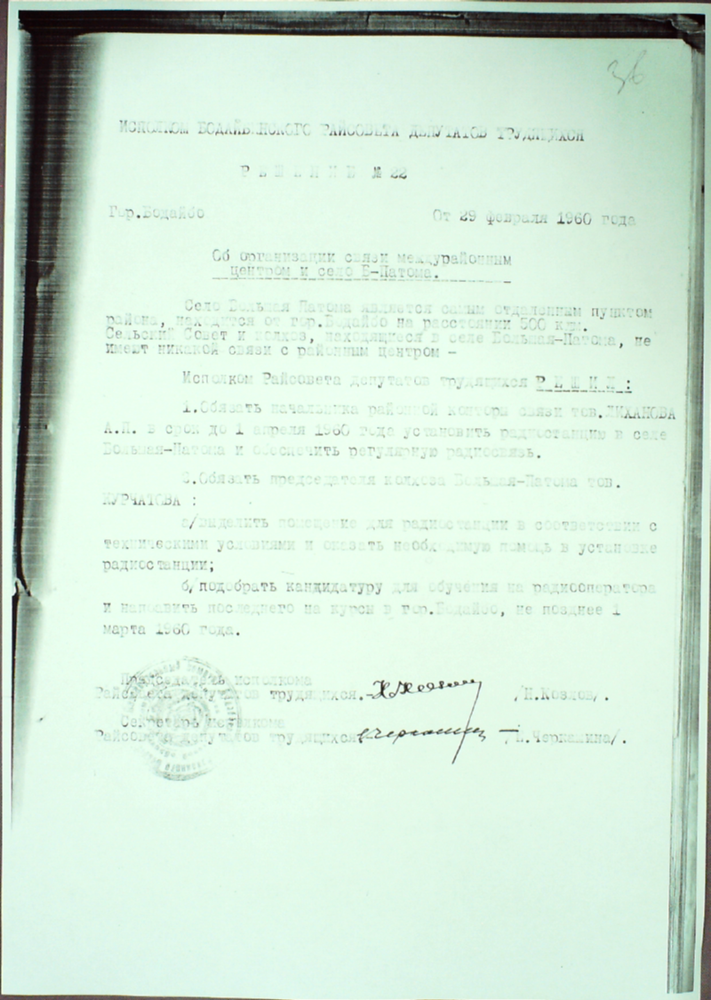 36
ИСПОЛКОМ БОДАЙБИНСКОГО РАЙСОВЕТА ДЕПУТАТОВ ТРУДЯЩИХСЯ
Р Е Ш Е Н И Е № 22
Гор.Бодайбо От 29 февраля 1960 года
Об организации связи междурайонным
центром и село Б-Патома.
Село Большая Патома является самым отдаленным пунктом
района, находится от гор.Бодайбо на расстоянии 500 клм.
Сельский Совет и колхоз, находящиеся в селе Большая-Патома, не
имеют никакой связи с районным центром -
Исполком Райсовета депутатов трудящихся Р Е Ш И Л :
1.Обязать начальника районной конторы связи тов.ЛИХАНОВА
А.П. в срок до 1 апреля 1960 года установить радиостанцию в селе
Большая-Патома и обеспечить регулярную радиосвязь.
2.Обязать председателя колхоза Большая-Патома тов.
КУРЧАТОВА :
а/выделить помещение для радиостанции в соответствии с
техническими условиями и оказать необходимую помощь в установке
радиостанции;
б/подобрать кандидатуру для обучения на радиооператора
и направить последнего на курсы в гор.Бодайбо, не позднее 1
марта 1960 года.
Председатель исполкома
Райсовета депутатов трудящихся.- /Н.Козлов/.
Секретарь исполкома
Райсовета депутатов трудящихся /Черкашина/.